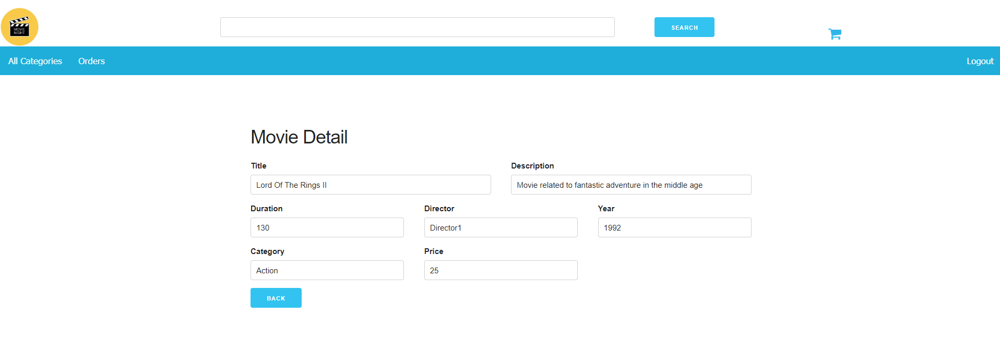 MOVIE
NIGHT
SEARCH
All Categories Orders Logout
Movie Detail
Title Description
Lord Of The Rings II Movie related to fantastic adventure in the middle age
Duration Director Year
130 Director1 1992
Category Price
Action 25
BACK